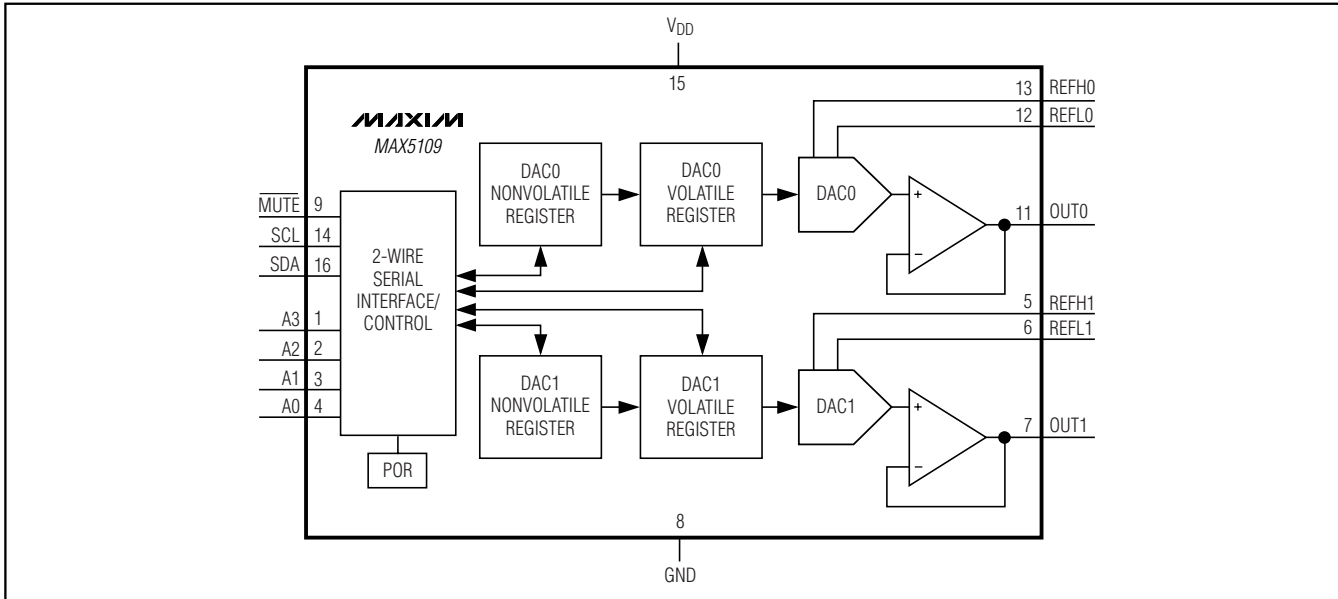 VDD
15
MAXIM
MAX5109
MUTE 9
SCL 14
SDA 16
A3 1
A2 2
A1 3
A0 4
2-WIRE
SERIAL
INTERFACE/
CONTROL
POR
DAC0
NONVOLATILE
REGISTER
DAC0
VOLATILE
REGISTER
DAC0
+
−
13 REFH0
12 REFL0
11 OUT0
DAC1
NONVOLATILE
REGISTER
DAC1
VOLATILE
REGISTER
DAC1
+
−
5 REFH1
6 REFL1
7 OUT1
8
GND